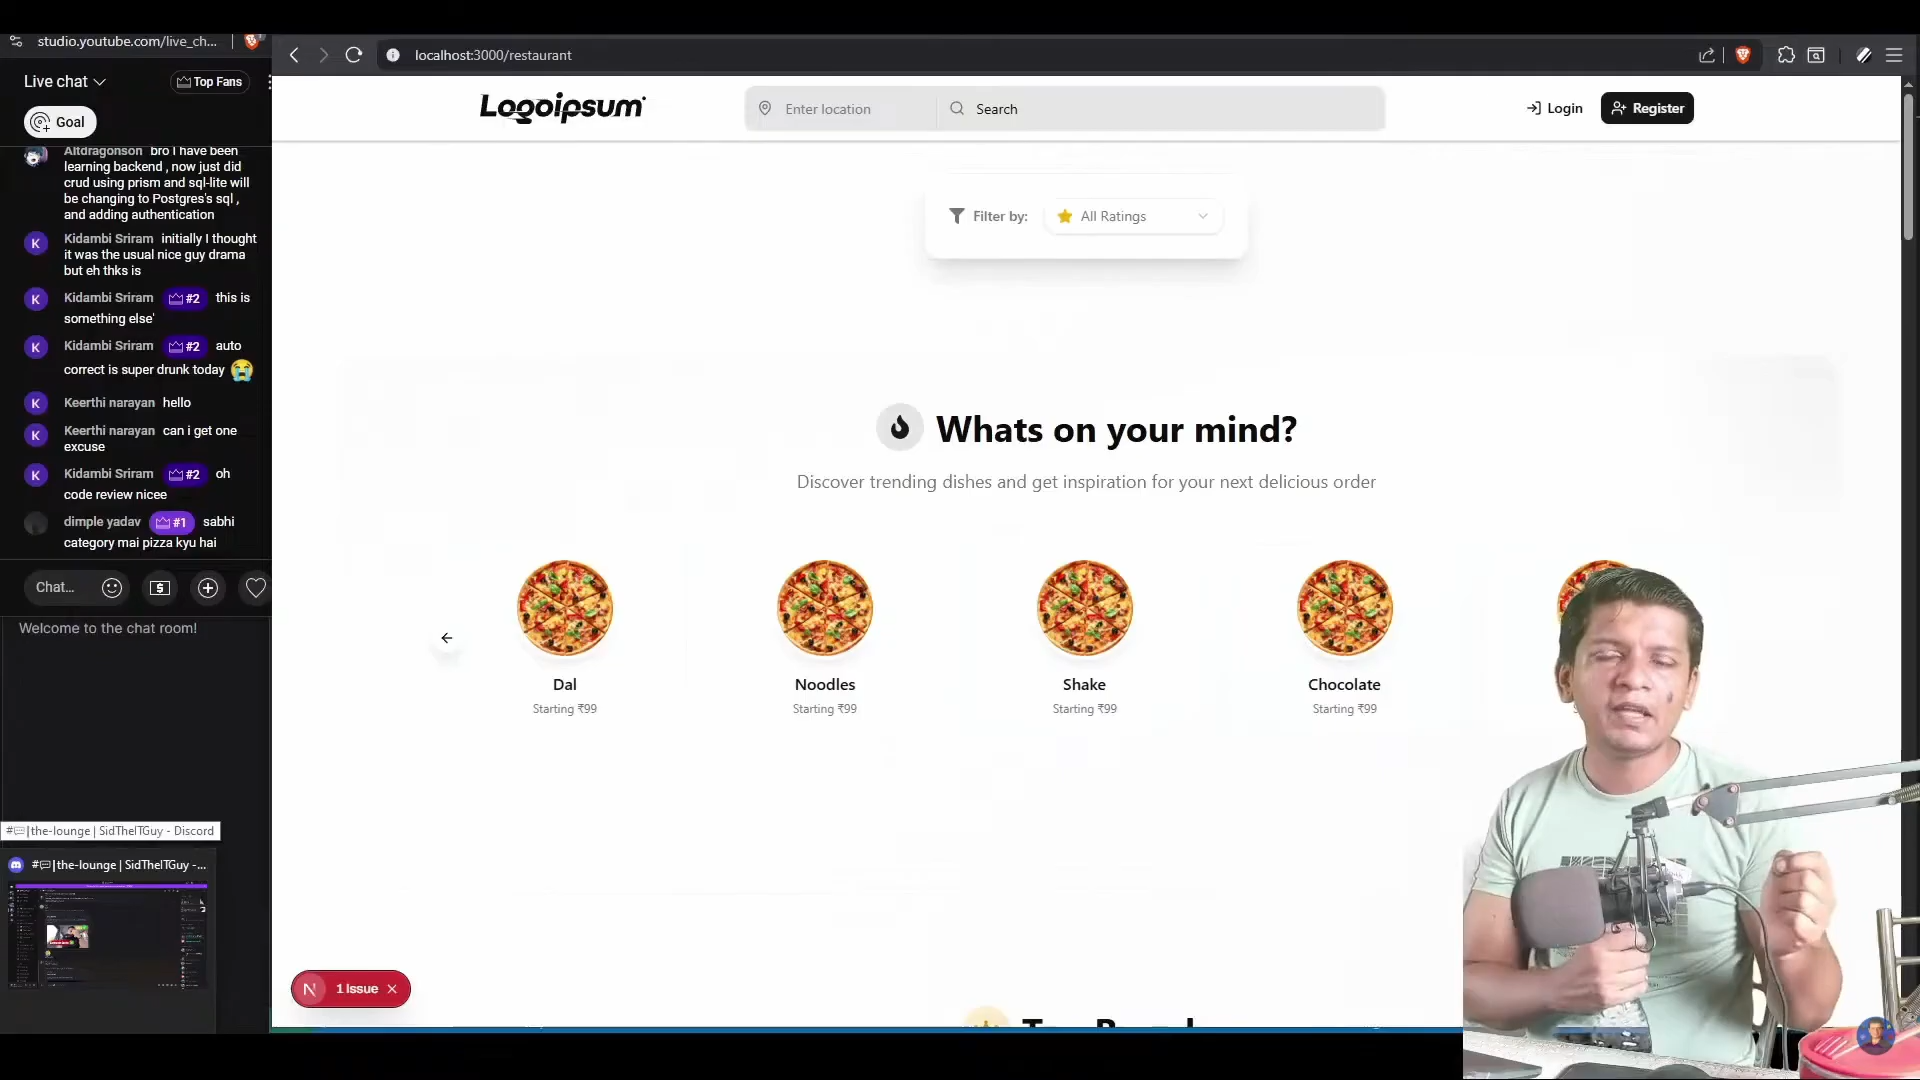 studio.youtube.com/live_ch...
localhost:3000/restaurant
Live chat
Top Fans
Goal
Altdragonson bro I have been
learning backend , now just did
crud using prism and sql-lite will
be changing to Postgres's sql ,
and adding authentication
Kidambi Sriram initially I thought
it was the usual nice guy drama
but eh thks is
Kidambi Sriram #2 this is
something else'
Kidambi Sriram #2 auto
correct is super drunk today
Keerthi narayan hello
Keerthi narayan can i get one
excuse
Kidambi Sriram #2 oh
code review nicee
dimple yadav #1 sabhi
category mai pizza kyu hai
Chat...
Welcome to the chat room!
#|the-lounge | SidTheITGuy - Discord
#|the-lounge | SidTheITGuy -...
Logoipsum
Enter location
Search
Login
Register
Filter by:
All Ratings
Whats on your mind?
Discover trending dishes and get inspiration for your next delicious order
Dal
Starting ₹99
Noodles
Starting ₹99
Shake
Starting ₹99
Chocolate
Starting ₹99
N 1 Issue